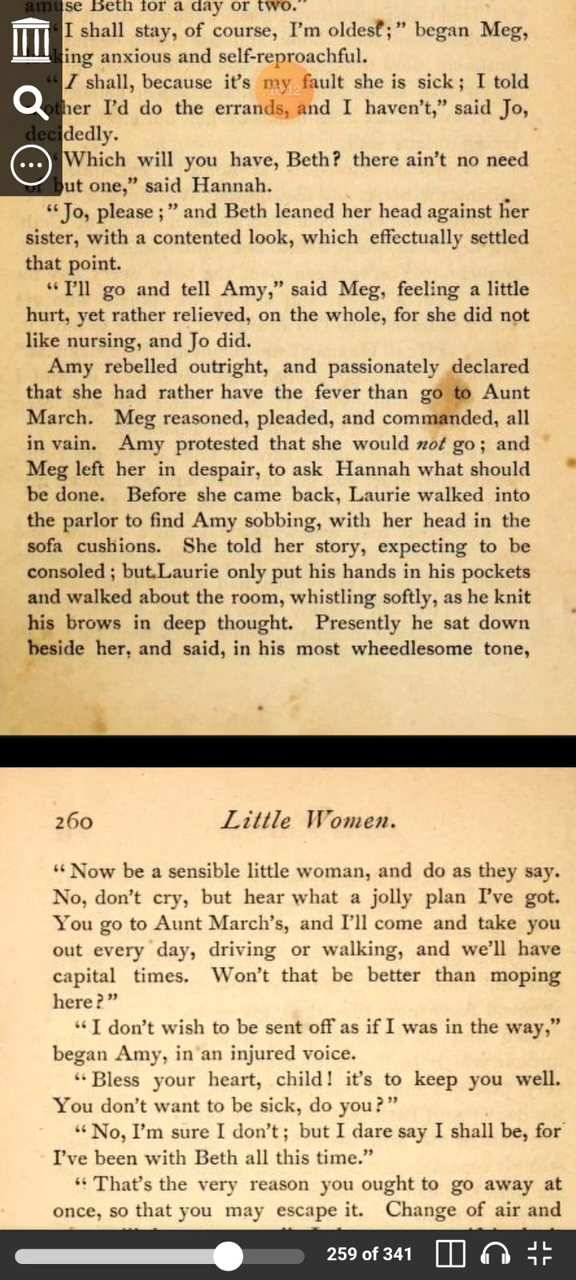 amuse Beth for a day or two."
"I shall stay, of course, I'm oldest;" began Meg,
anxious and self-reproachful.
"I shall, because it's my fault she is sick; I told
I'd do the errands, and I haven't," said Jo,
decidedly.
"Which will you have, Beth? there ain't no need
but one," said Hannah.
"Jo, please;" and Beth leaned her head against her
sister, with a contented look, which effectually settled
that point.
"I'll go and tell Amy," said Meg, feeling a little
hurt, yet rather relieved, on the whole, for she did not
like nursing, and Jo did.
Amy rebelled outright, and passionately declared
that she had rather have the fever than go to Aunt
March. Meg reasoned, pleaded, and commanded, all
in vain. Amy protested that she would not go; and
Meg left her in despair, to ask Hannah what should
be done. Before she came back, Laurie walked into
the parlor to find Amy sobbing, with her head in the
sofa cushions. She told her story, expecting to be
consoled; but Laurie only put his hands in his pockets
and walked about the room, whistling softly, as he knit
his brows in deep thought. Presently he sat down
beside her, and said, in his most wheedlesome tone,
260 Little Women.
"Now be a sensible little woman, and do as they say.
No, don't cry, but hear what a jolly plan I've got.
You go to Aunt March's, and I'll come and take you
out every day, driving or walking, and we'll have
capital times. Won't that be better than moping
here?"
"I don't wish to be sent off as if I was in the way,"
began Amy, in an injured voice.
"Bless your heart, child! it's to keep you well.
You don't want to be sick, do you?"
"No, I'm sure I don't; but I dare say I shall be, for
I've been with Beth all this time."
"That's the very reason you ought to go away at
once, so that you may escape it. Change of air and
259 of 341